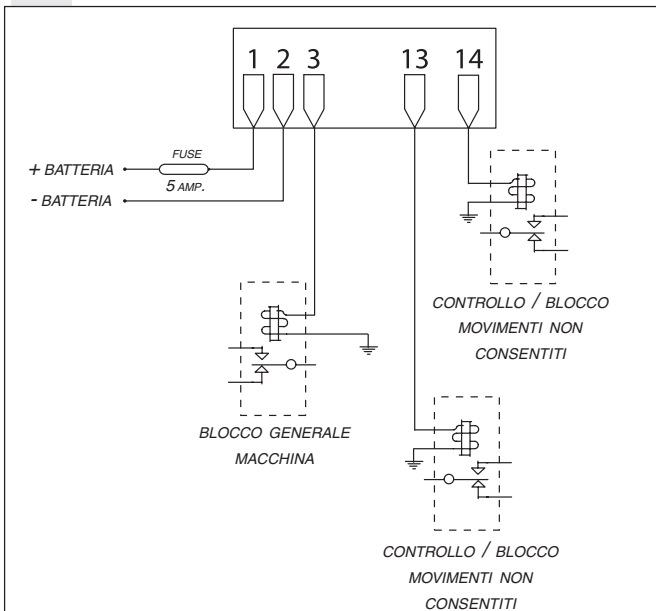 1 2 3 13 14
+ BATTERIA
FUSE
5 AMP.
- BATTERIA
CONTROLLO / BLOCCO
MOVIMENTI NON
CONSENTITI
BLOCCO GENERALE
MACCHINA
CONTROLLO / BLOCCO
MOVIMENTI NON
CONSENTITI